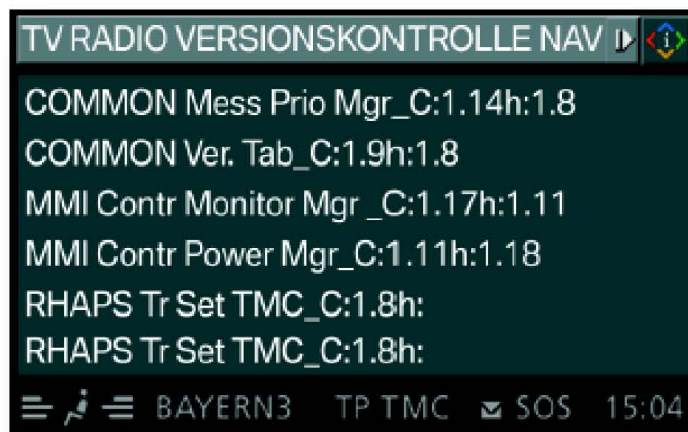 TV RADIO VERSIONSKONTROLLE NAV
COMMON Mess Prio Mgr_C:1.14h:1.8
COMMON Ver. Tab_C:1.9h:1.8
MMI Contr Monitor Mgr _C:1.17h:1.11
MMI Contr Power Mgr_C:1.11h:1.18
RHAPS Tr Set TMC_C:1.8h:
RHAPS Tr Set TMC_C:1.8h:
BAYERN3 TP TMC SOS 15:04